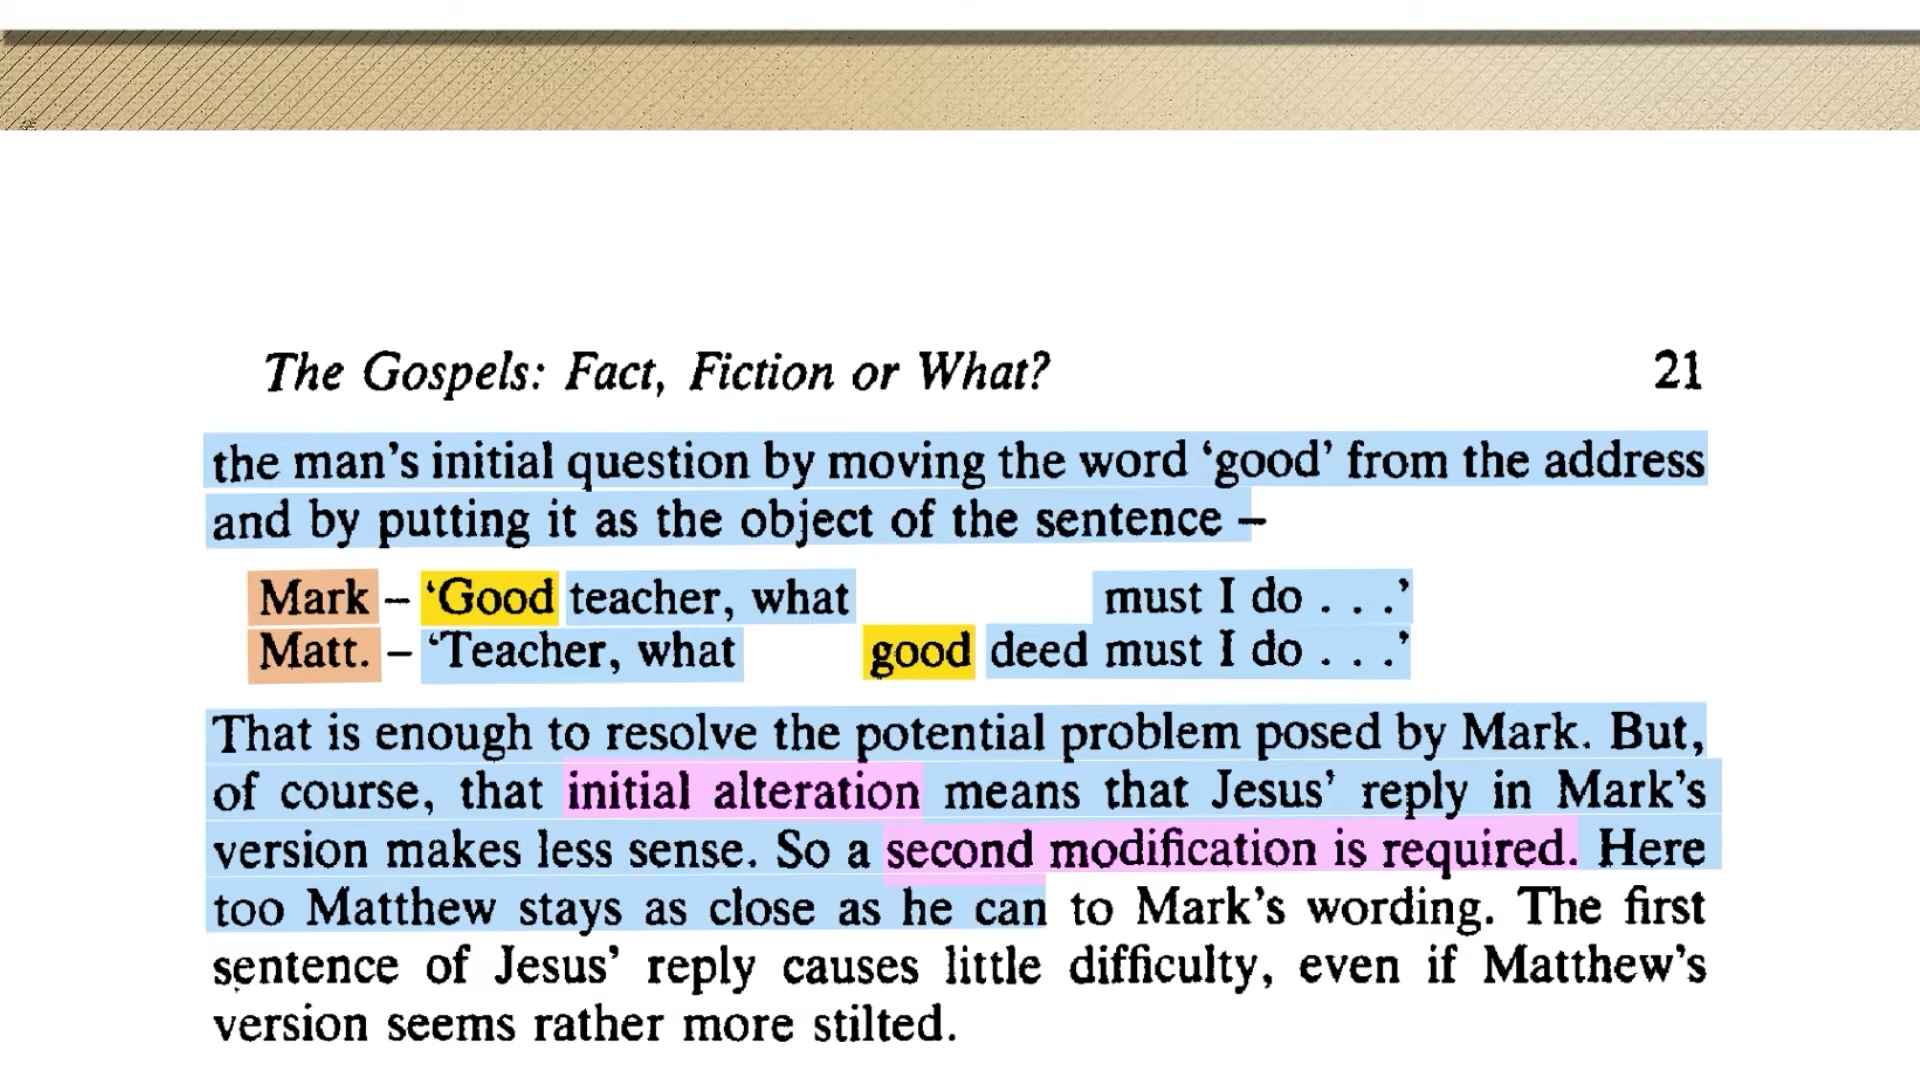 The Gospels: Fact, Fiction or What? 21
the man's initial question by moving the word 'good' from the address
and by putting it as the object of the sentence –
Mark – 'Good teacher, what must I do . . .'
Matt. – 'Teacher, what good deed must I do . . .'
That is enough to resolve the potential problem posed by Mark. But,
of course, that initial alteration means that Jesus' reply in Mark's
version makes less sense. So a second modification is required. Here
too Matthew stays as close as he can to Mark's wording. The first
sentence of Jesus' reply causes little difficulty, even if Matthew's
version seems rather more stilted.